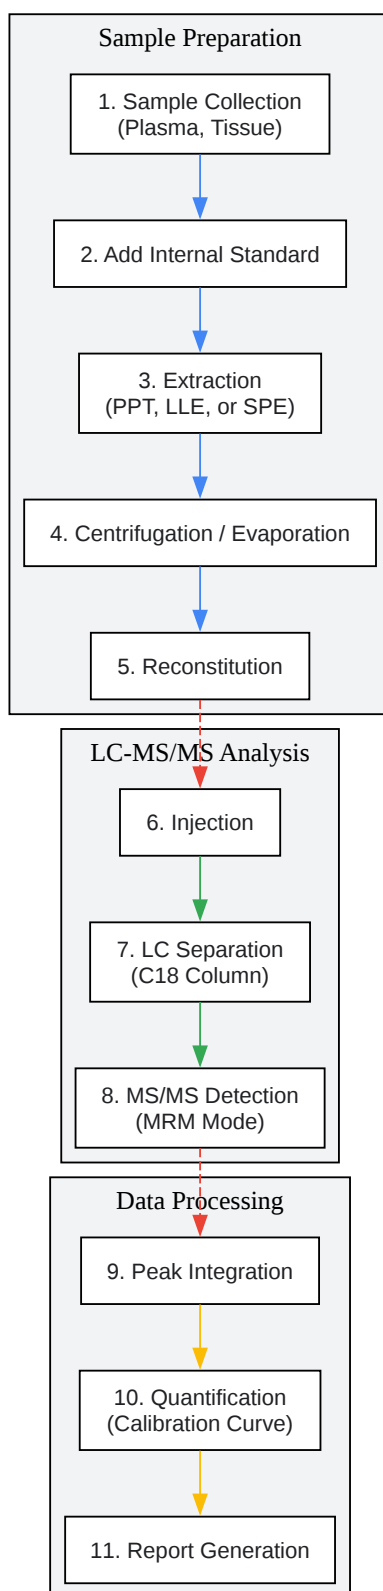 Sample Preparation
1. Sample Collection
(Plasma, Tissue)
2. Add Internal Standard
3. Extraction
(PPT, LLE, or SPE)
4. Centrifugation / Evaporation
5. Reconstitution
LC-MS/MS Analysis
6. Injection
7. LC Separation
(C18 Column)
8. MS/MS Detection
(MRM Mode)
Data Processing
9. Peak Integration
10. Quantification
(Calibration Curve)
11. Report Generation